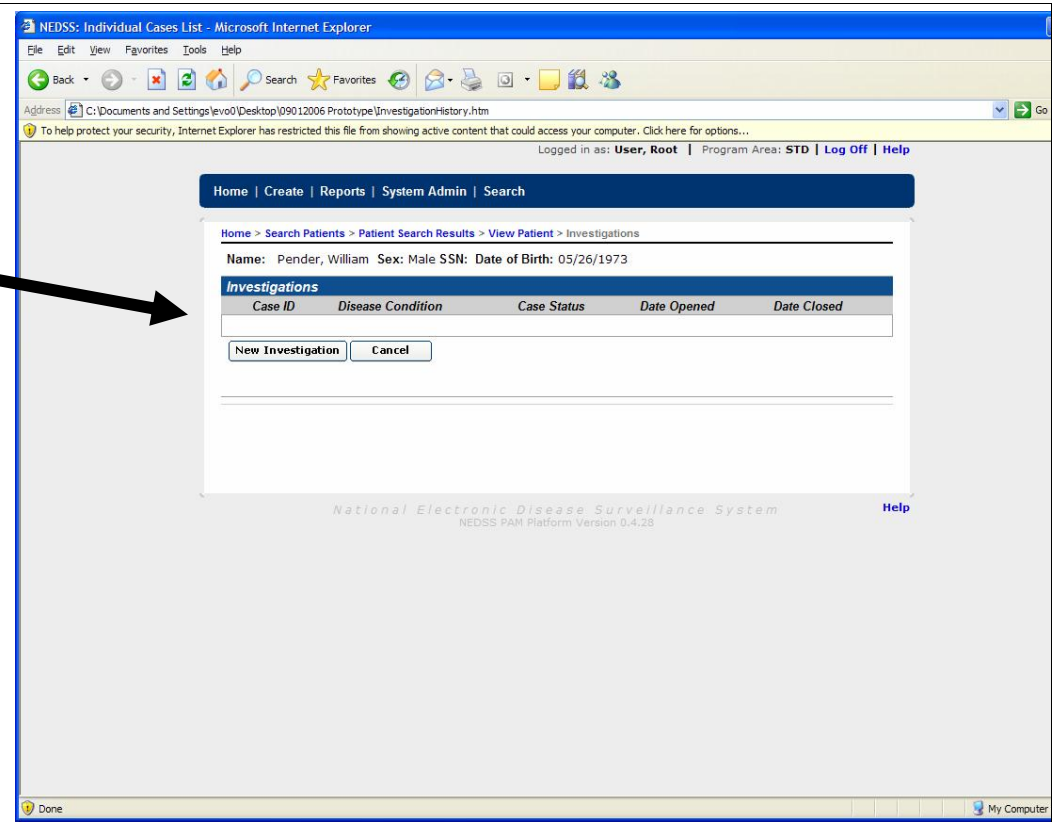 NEDSS: Individual Cases List - Microsoft Internet Explorer
File Edit View Favorites Tools Help
Back Search Favorites
Address C:\Documents and Settings\evo0\Desktop\09012006 Prototype\InvestigationHistory.htm Go
To help protect your security, Internet Explorer has restricted this file from showing active content that could access your computer. Click here for options...
Logged in as: User, Root | Program Area: STD | Log Off | Help
Home | Create | Reports | System Admin | Search
Home > Search Patients > Patient Search Results > View Patient > Investigations
Name: Pender, William Sex: Male SSN: Date of Birth: 05/26/1973
Investigations
Case ID Disease Condition Case Status Date Opened Date Closed
New Investigation Cancel
National Electronic Disease Surveillance System Help
NEDSS PAM Platform Version 0.4.28
Done My Computer